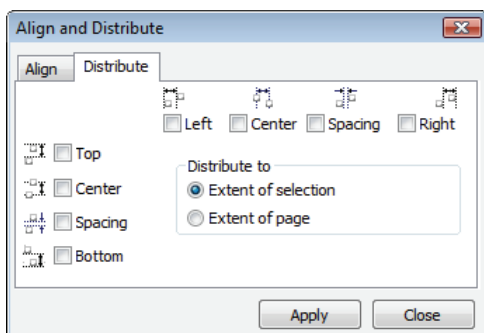 Align and Distribute
Align Distribute
Left Center Spacing Right
Top
Distribute to
Center
Extent of selection
Spacing
Extent of page
Bottom
Apply Close